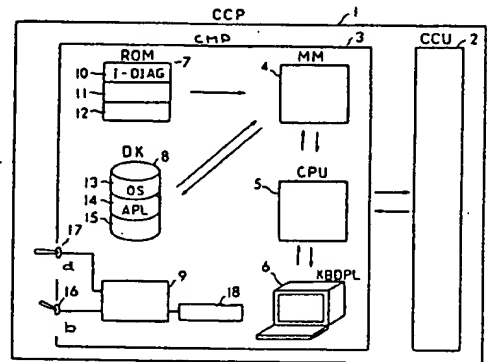 CCP 1
CMP 3
CCU 2
ROM 7
10 I-DIAG
11
12
MM
4
DK
8
13 OS
14 APL
15
CPU
5
17
a
16
b
9
18
6 KBDPL